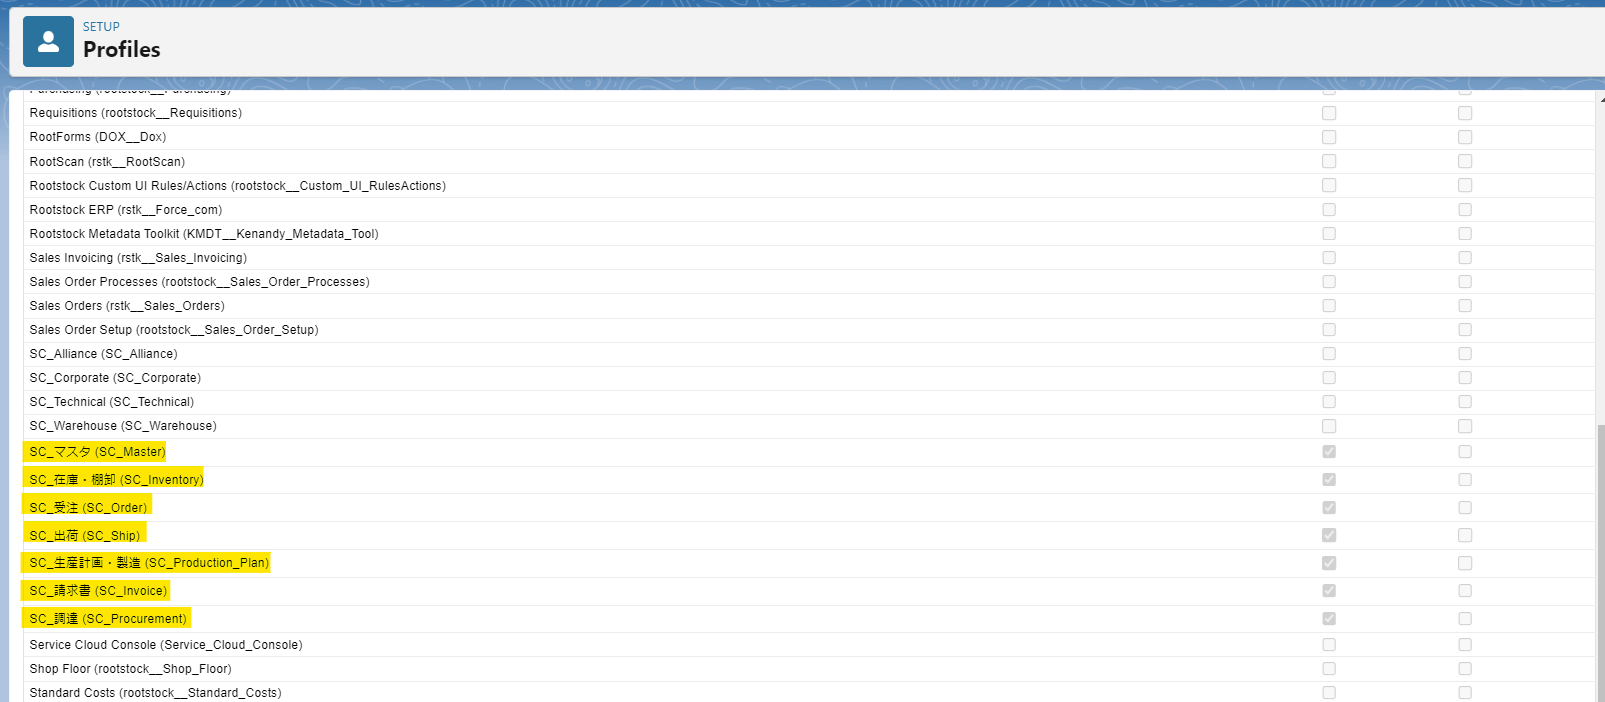 SETUP
Profiles
Purchasing (rootstock__Purchasing)
Requisitions (rootstock__Requisitions)
RootForms (DOX__Dox)
RootScan (rstk__RootScan)
Rootstock Custom UI Rules/Actions (rootstock__Custom_UI_RulesActions)
Rootstock ERP (rstk__Force_com)
Rootstock Metadata Toolkit (KMDT__Kenandy_Metadata_Tool)
Sales Invoicing (rstk__Sales_Invoicing)
Sales Order Processes (rootstock__Sales_Order_Processes)
Sales Orders (rstk__Sales_Orders)
Sales Order Setup (rootstock__Sales_Order_Setup)
SC_Alliance (SC_Alliance)
SC_Corporate (SC_Corporate)
SC_Technical (SC_Technical)
SC_Warehouse (SC_Warehouse)
SC_マスタ (SC_Master)
SC_在庫・棚卸 (SC_Inventory)
SC_受注 (SC_Order)
SC_出荷 (SC_Ship)
SC_生産計画・製造 (SC_Production_Plan)
SC_請求書 (SC_Invoice)
SC_調達 (SC_Procurement)
Service Cloud Console (Service_Cloud_Console)
Shop Floor (rootstock__Shop_Floor)
Standard Costs (rootstock__Standard_Costs)